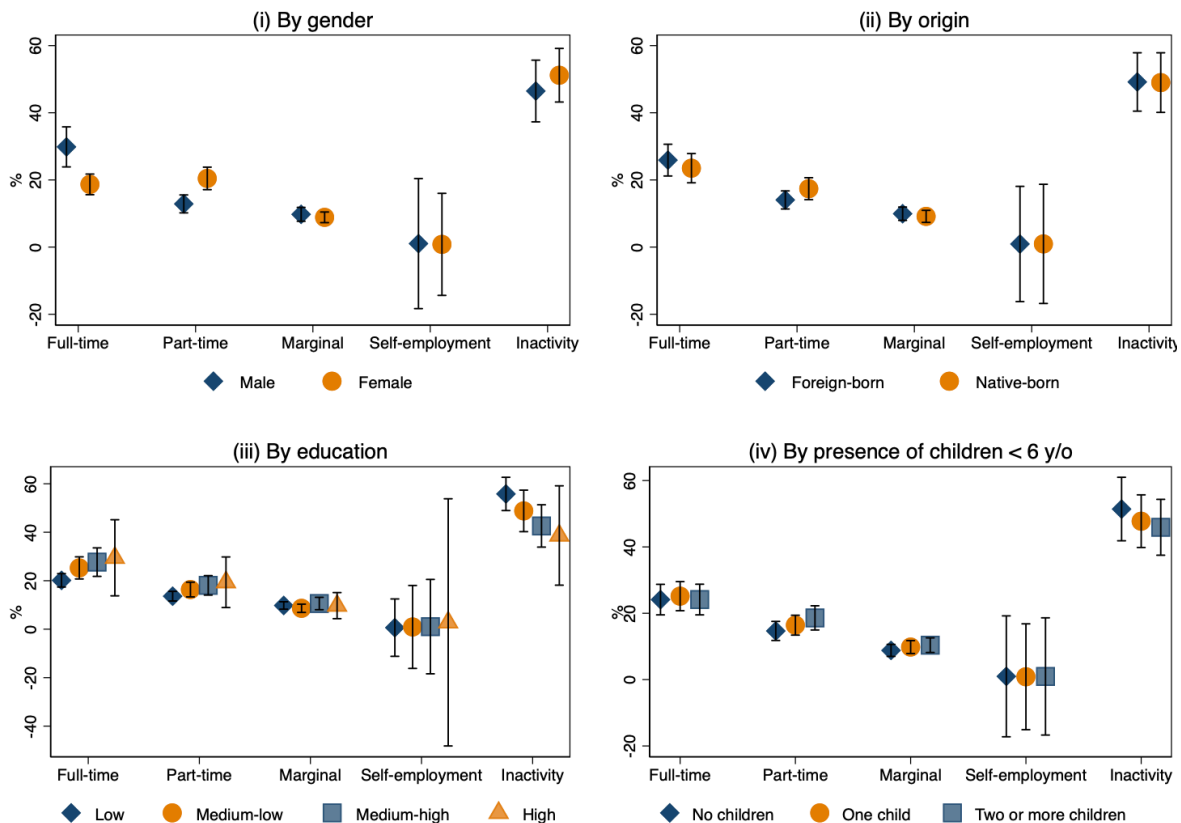 (i) By gender
60
40
20
0
-20
%
Full-time Part-time Marginal Self-employment Inactivity
Male Female
(ii) By origin
60
40
20
0
-20
%
Full-time Part-time Marginal Self-employment Inactivity
Foreign-born Native-born
(iii) By education
60
40
20
0
-20
-40
%
Full-time Part-time Marginal Self-employment Inactivity
Low Medium-low Medium-high High
(iv) By presence of children < 6 y/o
60
40
20
0
-20
%
Full-time Part-time Marginal Self-employment Inactivity
No children One child Two or more children